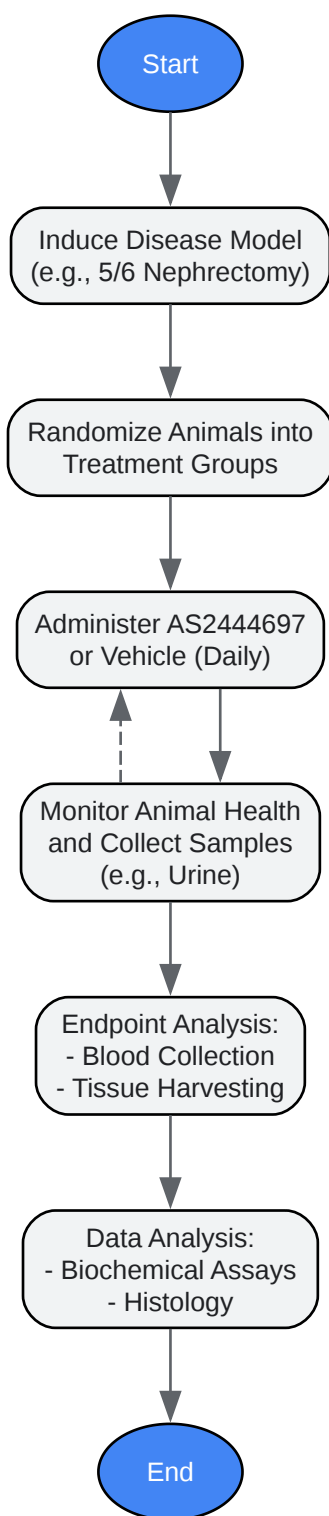 Start
Induce Disease Model
(e.g., 5/6 Nephrectomy)
Randomize Animals into
Treatment Groups
Administer AS2444697
or Vehicle (Daily)
Monitor Animal Health
and Collect Samples
(e.g., Urine)
Endpoint Analysis:
- Blood Collection
- Tissue Harvesting
Data Analysis:
- Biochemical Assays
- Histology
End